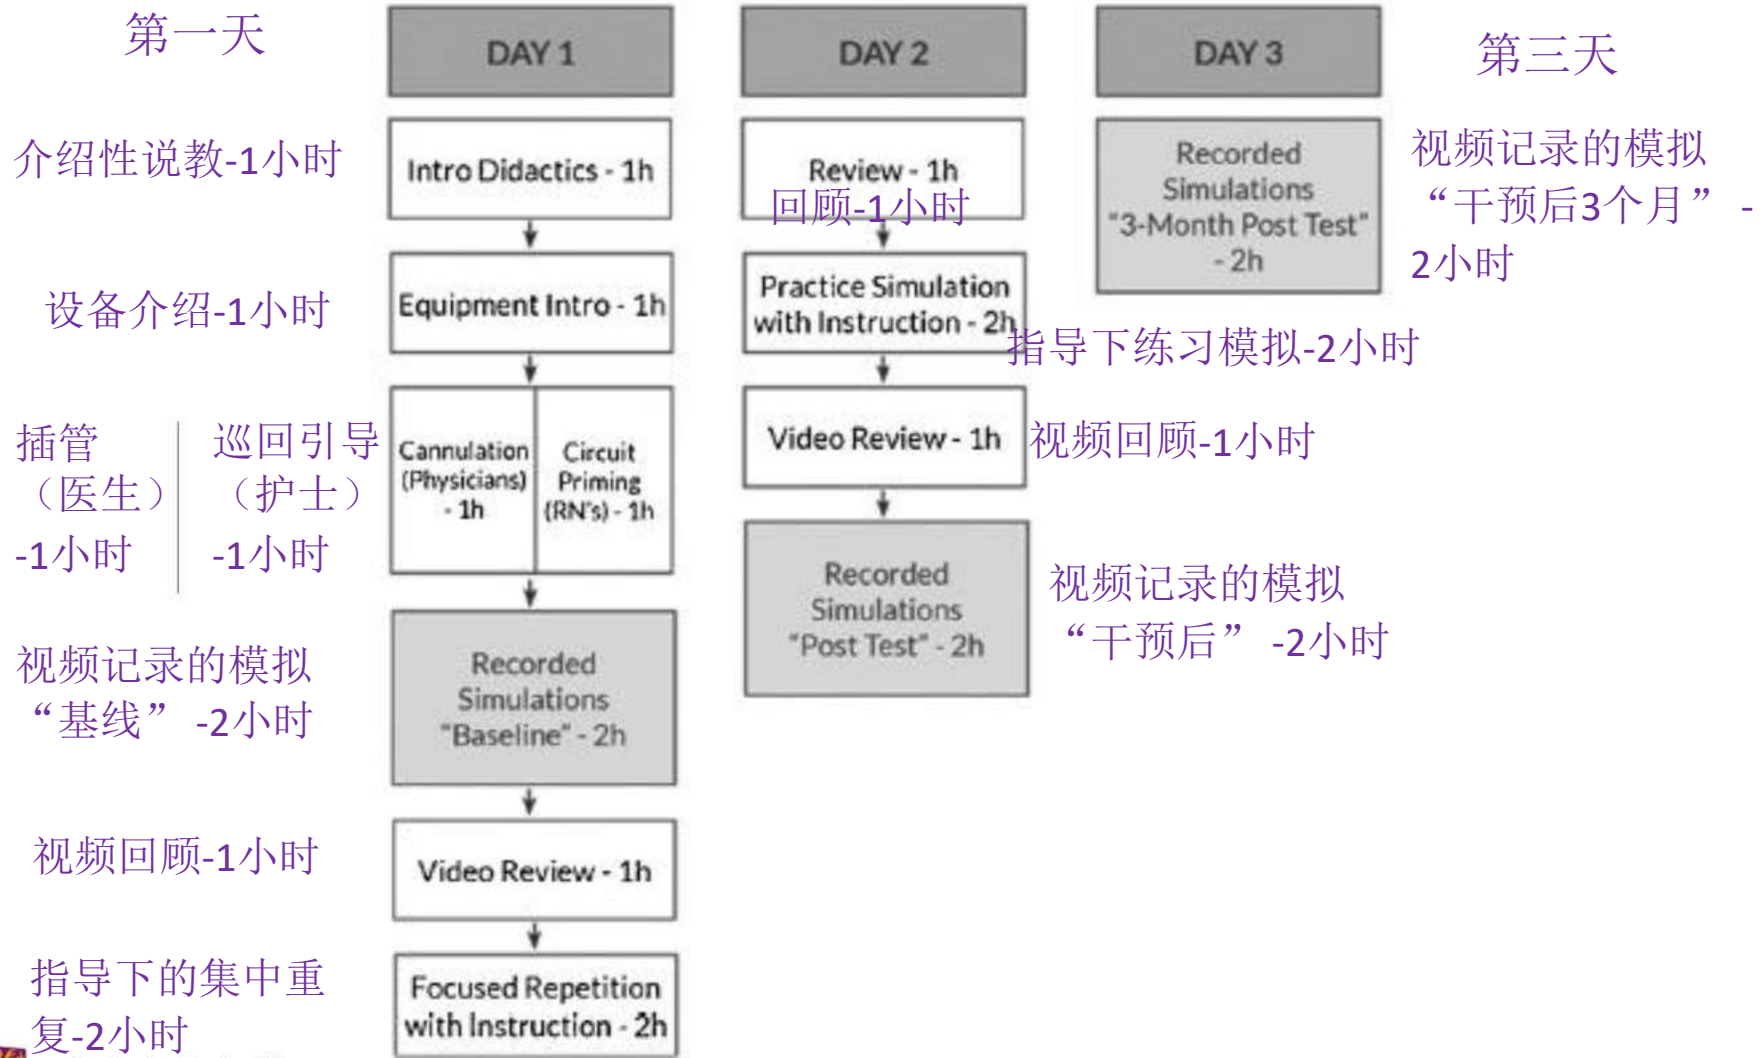 第一天
DAY 1
介绍性说教-1小时
Intro Didactics - 1h
设备介绍-1小时
Equipment Intro - 1h
插管
（医生）
-1小时
巡回引导
（护士）
-1小时
Cannulation
(Physicians)
- 1h
Circuit
Priming
(RN's) - 1h
视频记录的模拟
“基线” -2小时
Recorded
Simulations
"Baseline" - 2h
视频回顾-1小时
Video Review - 1h
指导下的集中重
复-2小时
Focused Repetition
with Instruction - 2h
DAY 2
Review - 1h
回顾-1小时
Practice Simulation
with Instruction - 2h
指导下练习模拟-2小时
Video Review - 1h
视频回顾-1小时
Recorded
Simulations
"Post Test" - 2h
视频记录的模拟
“干预后” -2小时
DAY 3
第三天
Recorded
Simulations
"3-Month Post Test"
- 2h
视频记录的模拟
“干预后3个月” -
2小时